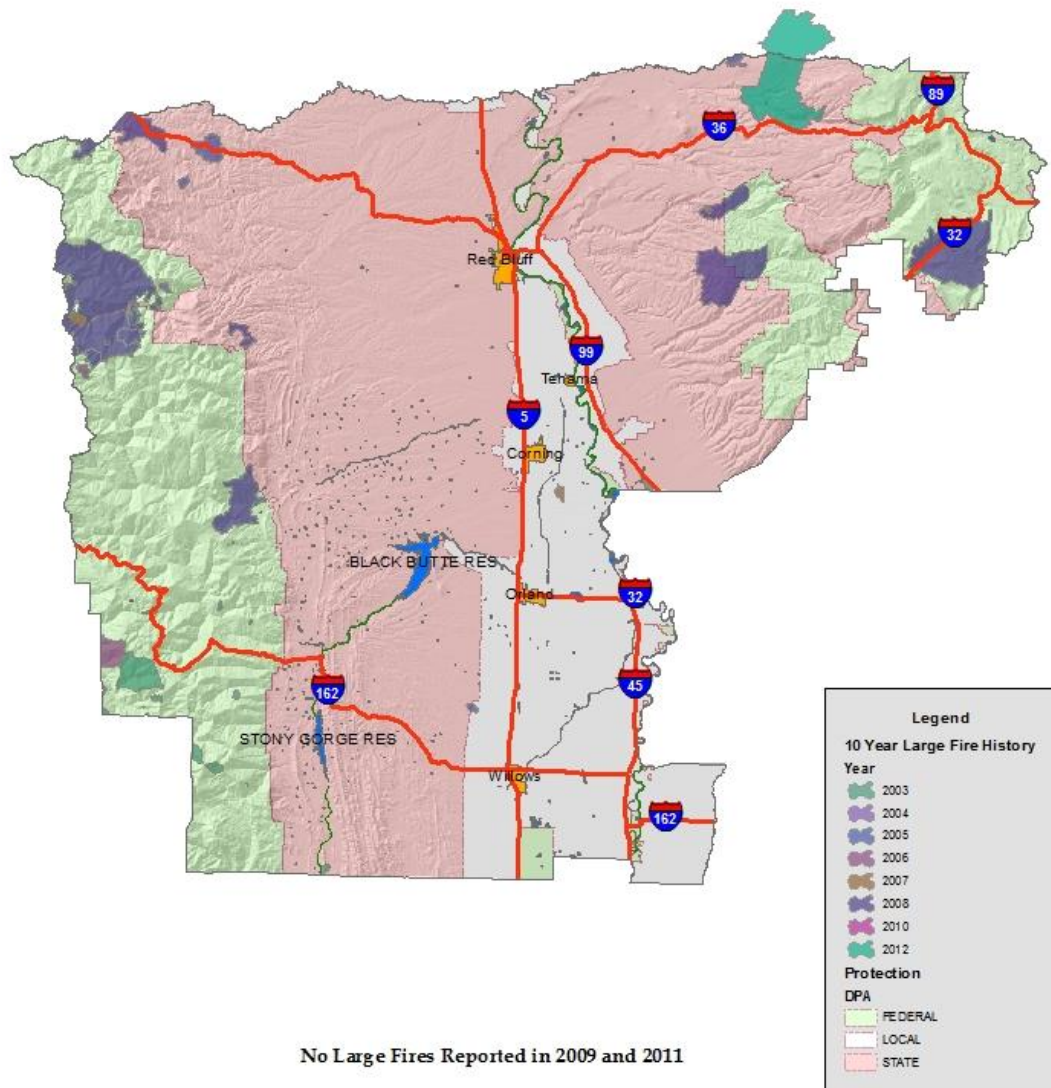 89
36
32
Red Bluff
99
Tehama
5
Corning
BLACK BUTTE RES
Orland
32
45
162
STONY GORGE RES
Willows
162
Legend
10 Year Large Fire History
Year
2003
2004
2005
2006
2007
2008
2010
2012
Protection
DPA
FEDERAL
LOCAL
STATE
No Large Fires Reported in 2009 and 2011